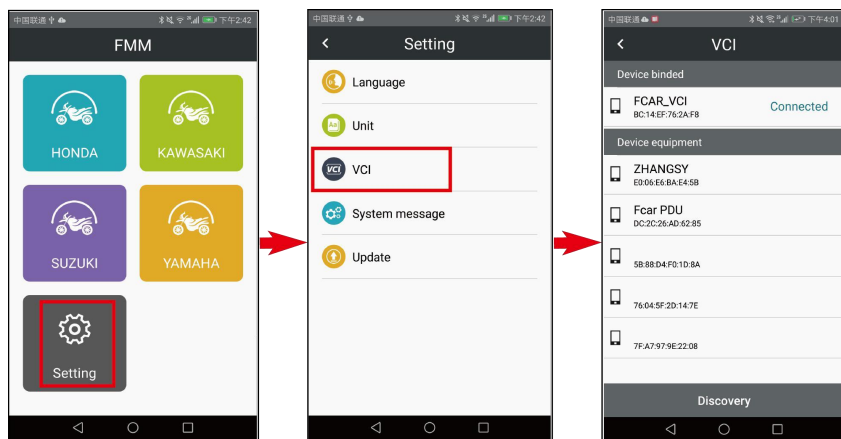 中国联通
下午2:42
FMM
HONDA
KAWASAKI
SUZUKI
YAMAHA
Setting
中国联通
下午2:42
Setting
Language
Aa
Unit
VCI
VCI
System message
Update
中国联通
下午4:01
VCI
Device binded
FCAR_VCI
Connected
BC:14:EF:76:2A:F8
Device equipment
ZHANGSY
E0:06:E6:BA:E4:5B
Fcar PDU
DC:2C:26:AD:62:85
5B:88:D4:F0:1D:8A
76:04:5F:2D:14:7E
7F:A7:97:9E:22:08
Discovery